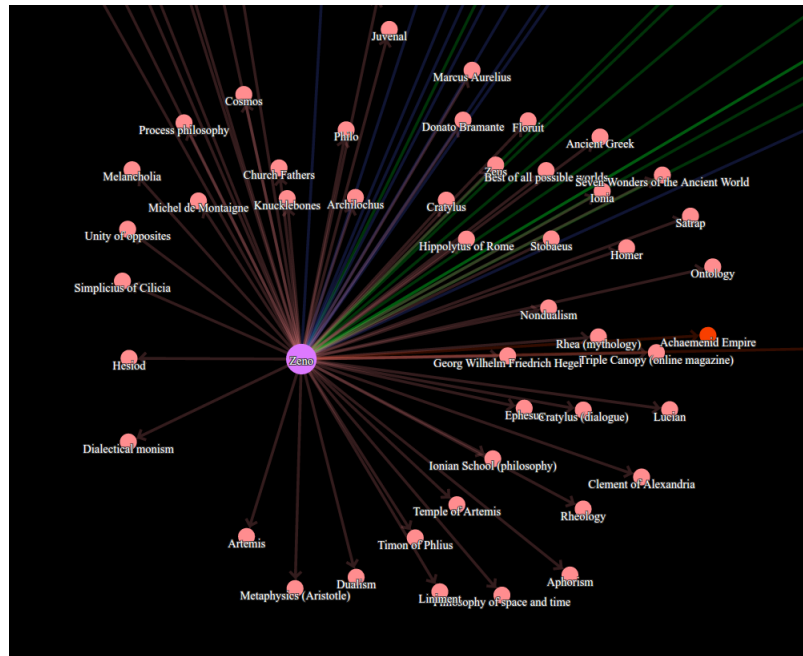 Juvenal
Marcus Aurelius
Cosmos
Process philosophy
Philo
Donato Bramante
Floruit
Ancient Greek
Melancholia
Church Fathers
Zeus
Best of all possible worlds
Seven Wonders of the Ancient World
Michel de Montaigne
Knucklebones
Archilochus
Cratylus
Ionia
Satrap
Unity of opposites
Hippolytus of Rome
Stobaeus
Homer
Simplicius of Cilicia
Ontology
Nondualism
Rhea (mythology)
Achaemenid Empire
Zeno
Hesiod
Georg Wilhelm Friedrich Hegel
Triple Canopy (online magazine)
Ephesus
Cratylus (dialogue)
Lucian
Dialectical monism
Ionian School (philosophy)
Clement of Alexandria
Temple of Artemis
Rheology
Artemis
Timon of Phlius
Dualism
Aphorism
Metaphysics (Aristotle)
Liniment
Philosophy of space and time